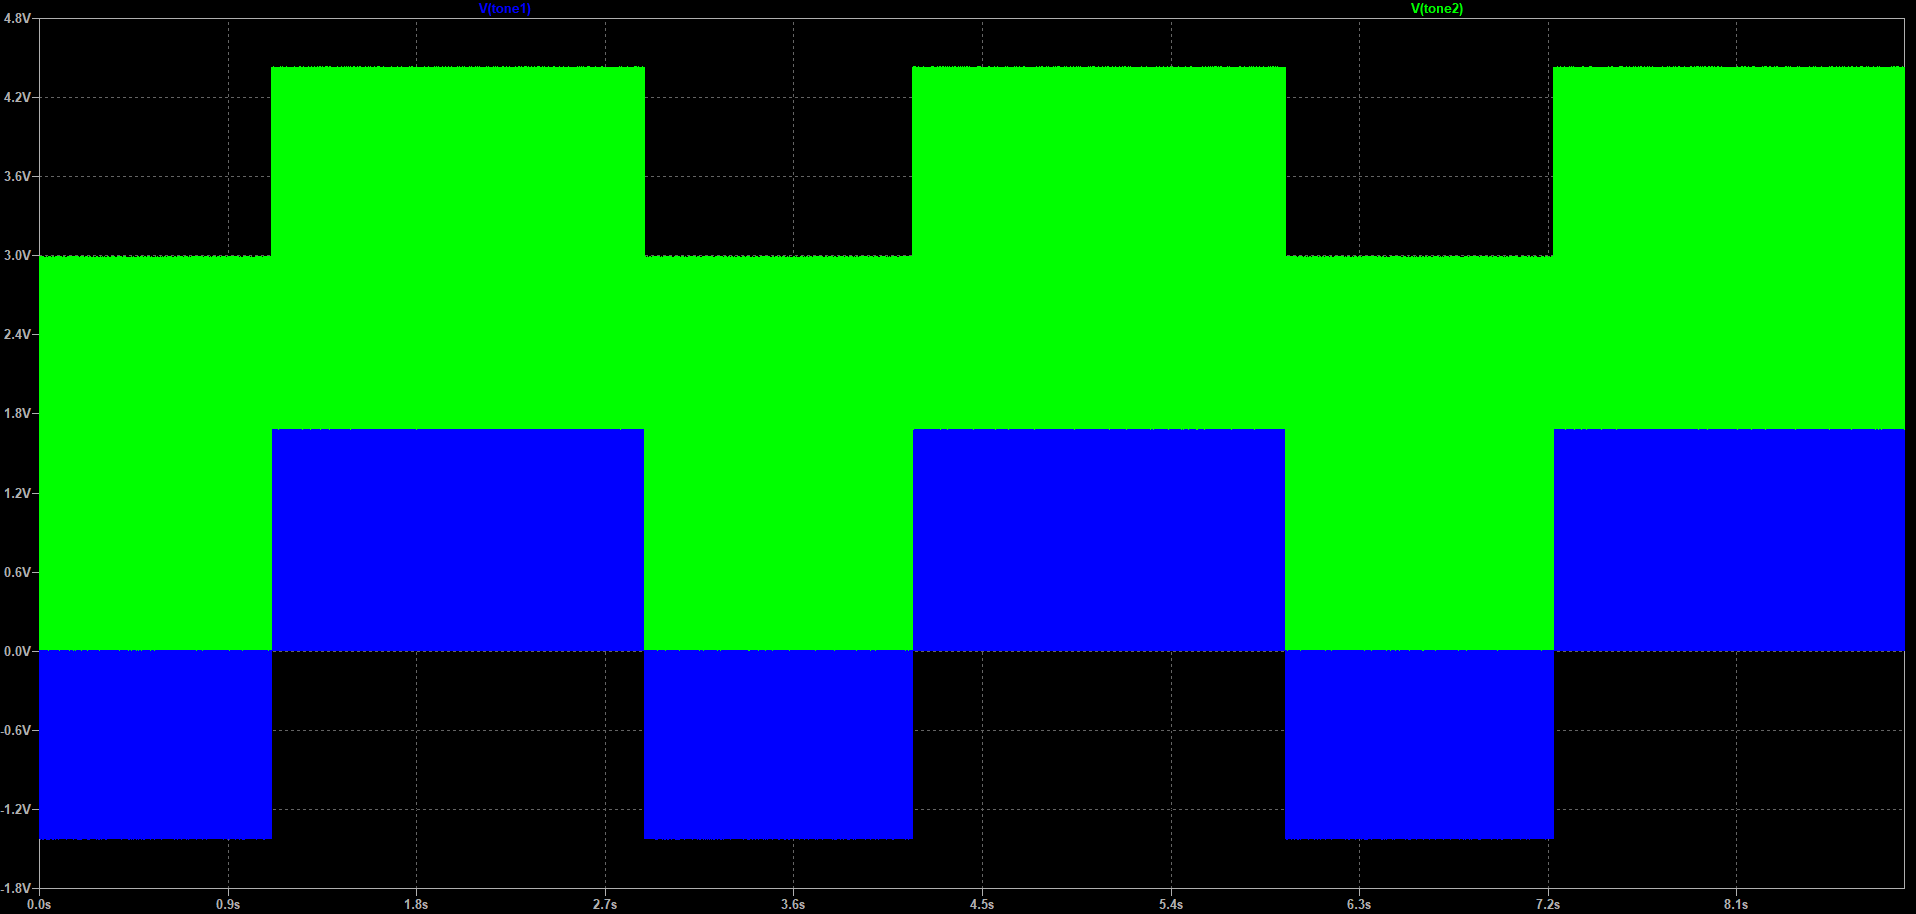 V(tone1) V(tone2)
4.8V
4.2V
3.6V
3.0V
2.4V
1.8V
1.2V
0.6V
0.0V
-0.6V
-1.2V
-1.8V
0.0s 0.9s 1.8s 2.7s 3.6s 4.5s 5.4s 6.3s 7.2s 8.1s